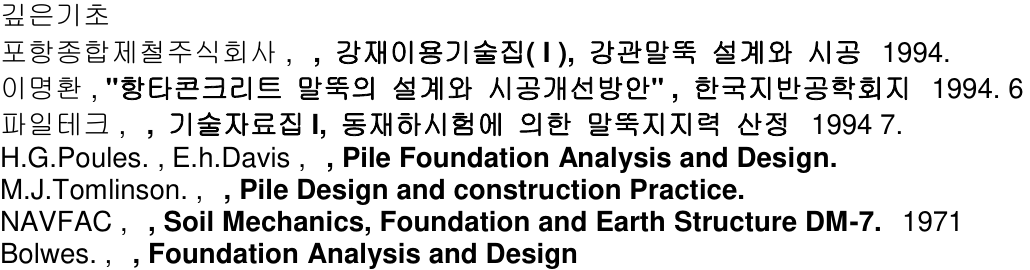 깊은기초
포항종합제철주식회사 ,  , 강재이용기술집( I ), 강관말뚝 설계와 시공  1994.
이명환 , "항타콘크리트 말뚝의 설계와 시공개선방안" , 한국지반공학회지  1994. 6
파일테크 ,  , 기술자료집 I, 동재하시험에 의한 말뚝지지력 산정  1994 7.
H.G.Poules. , E.h.Davis ,  , Pile Foundation Analysis and Design.
M.J.Tomlinson. ,  , Pile Design and construction Practice.
NAVFAC ,  , Soil Mechanics, Foundation and Earth Structure DM-7.  1971
Bolwes. ,  , Foundation Analysis and Design